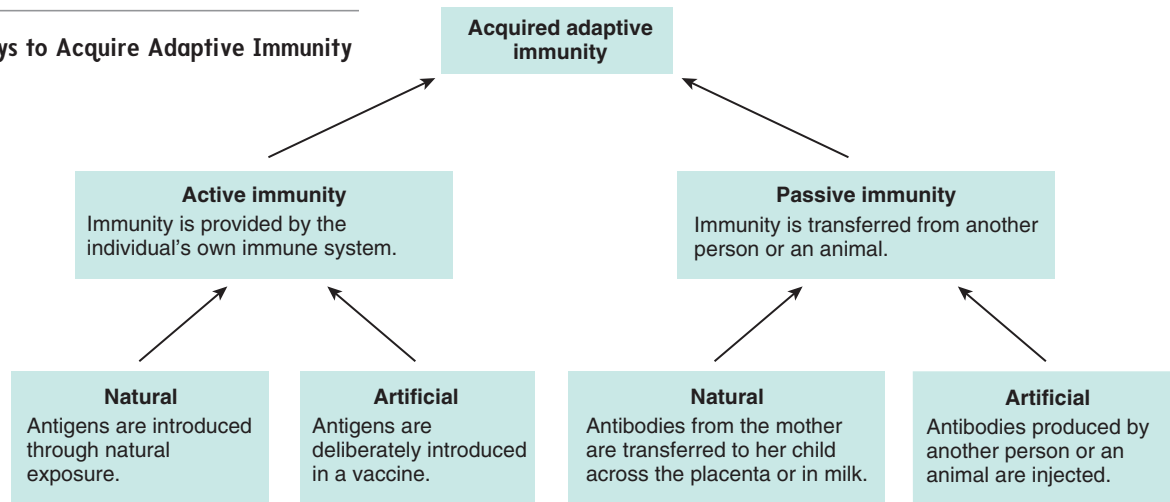 ys to Acquire Adaptive Immunity
Acquired adaptive
immunity
Active immunity
Immunity is provided by the
individual's own immune system.
Passive immunity
Immunity is transferred from another
person or an animal.
Natural
Antigens are introduced
through natural
exposure.
Artificial
Antigens are
deliberately introduced
in a vaccine.
Natural
Antibodies from the mother
are transferred to her child
across the placenta or in milk.
Artificial
Antibodies produced by
another person or an
animal are injected.